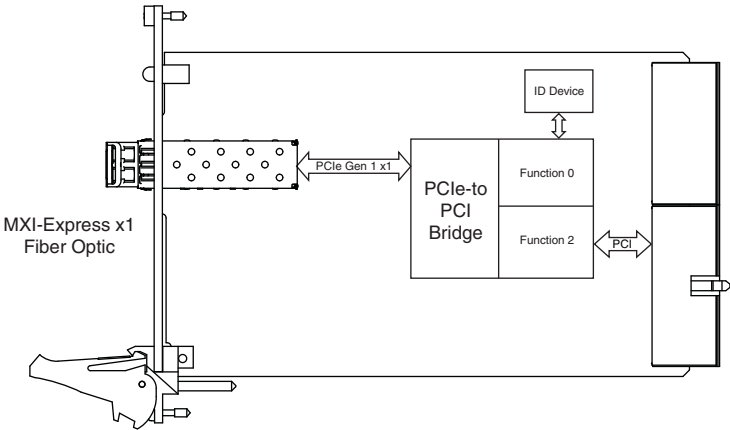 ID Device
PCIe Gen 1 x1
PCIe-to
PCI
Bridge
Function 0
Function 2
PCI
MXI-Express x1
Fiber Optic